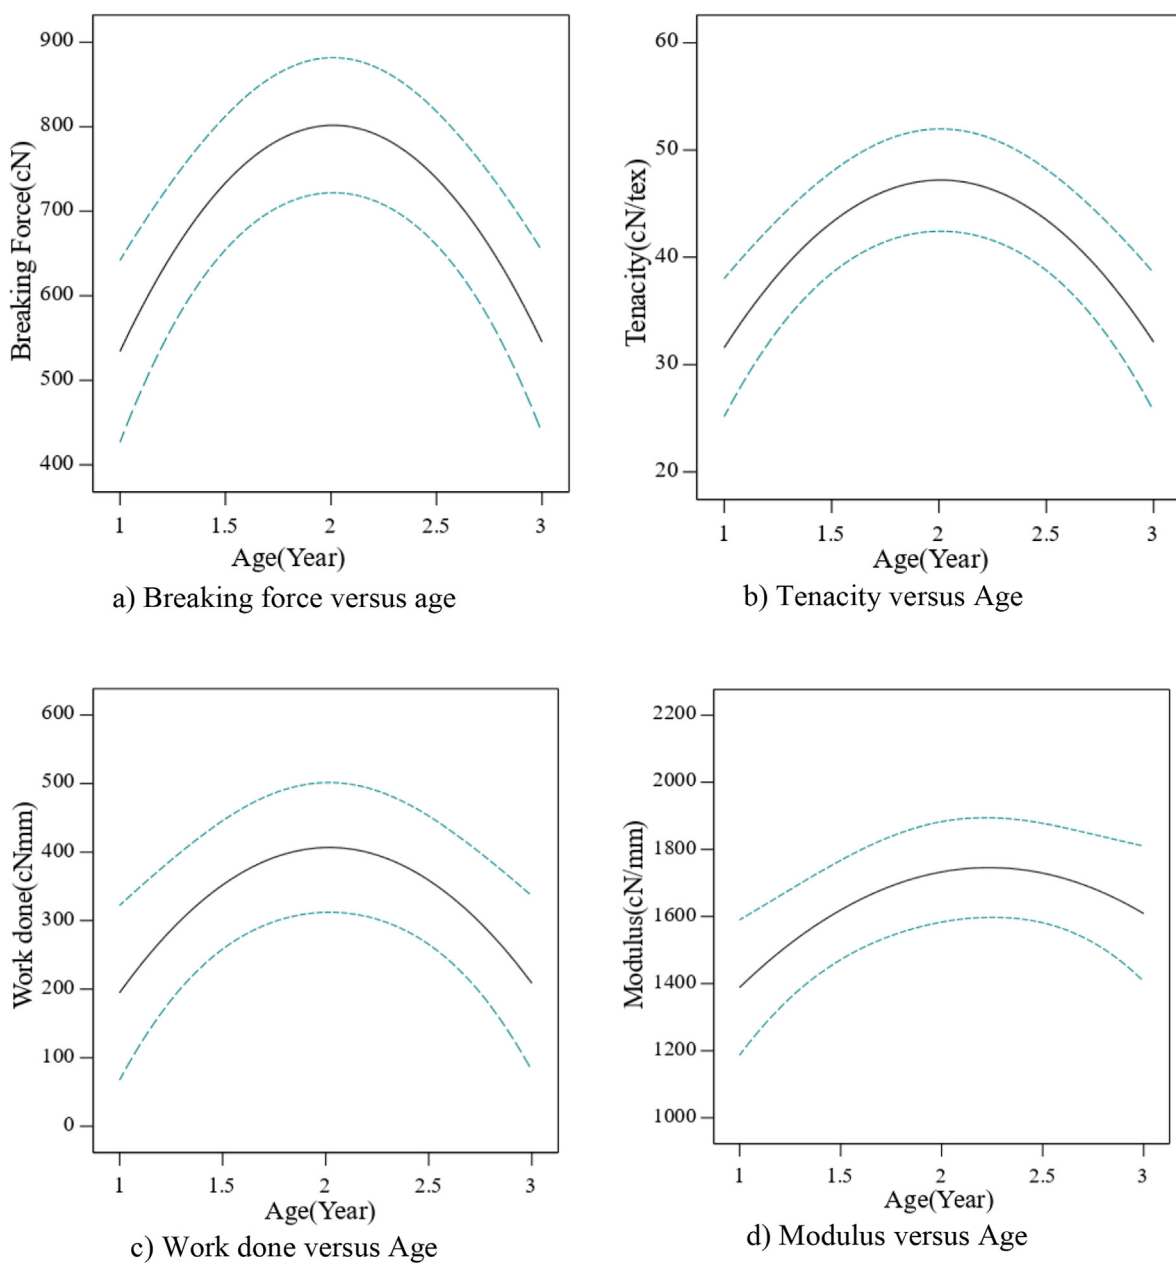 900
800
700
600
500
400
Breaking Force(cN)
1 1.5 2 2.5 3
Age(Year)
a) Breaking force versus age
60
50
40
30
20
Tenacity(cN/tex)
1 1.5 2 2.5 3
Age(Year)
b) Tenacity versus Age
600
500
400
300
200
100
0
Work done(cNmm)
1 1.5 2 2.5 3
Age(Year)
c) Work done versus Age
2200
2000
1800
1600
1400
1200
1000
Modulus(cN/mm)
1 1.5 2 2.5 3
Age(Year)
d) Modulus versus Age